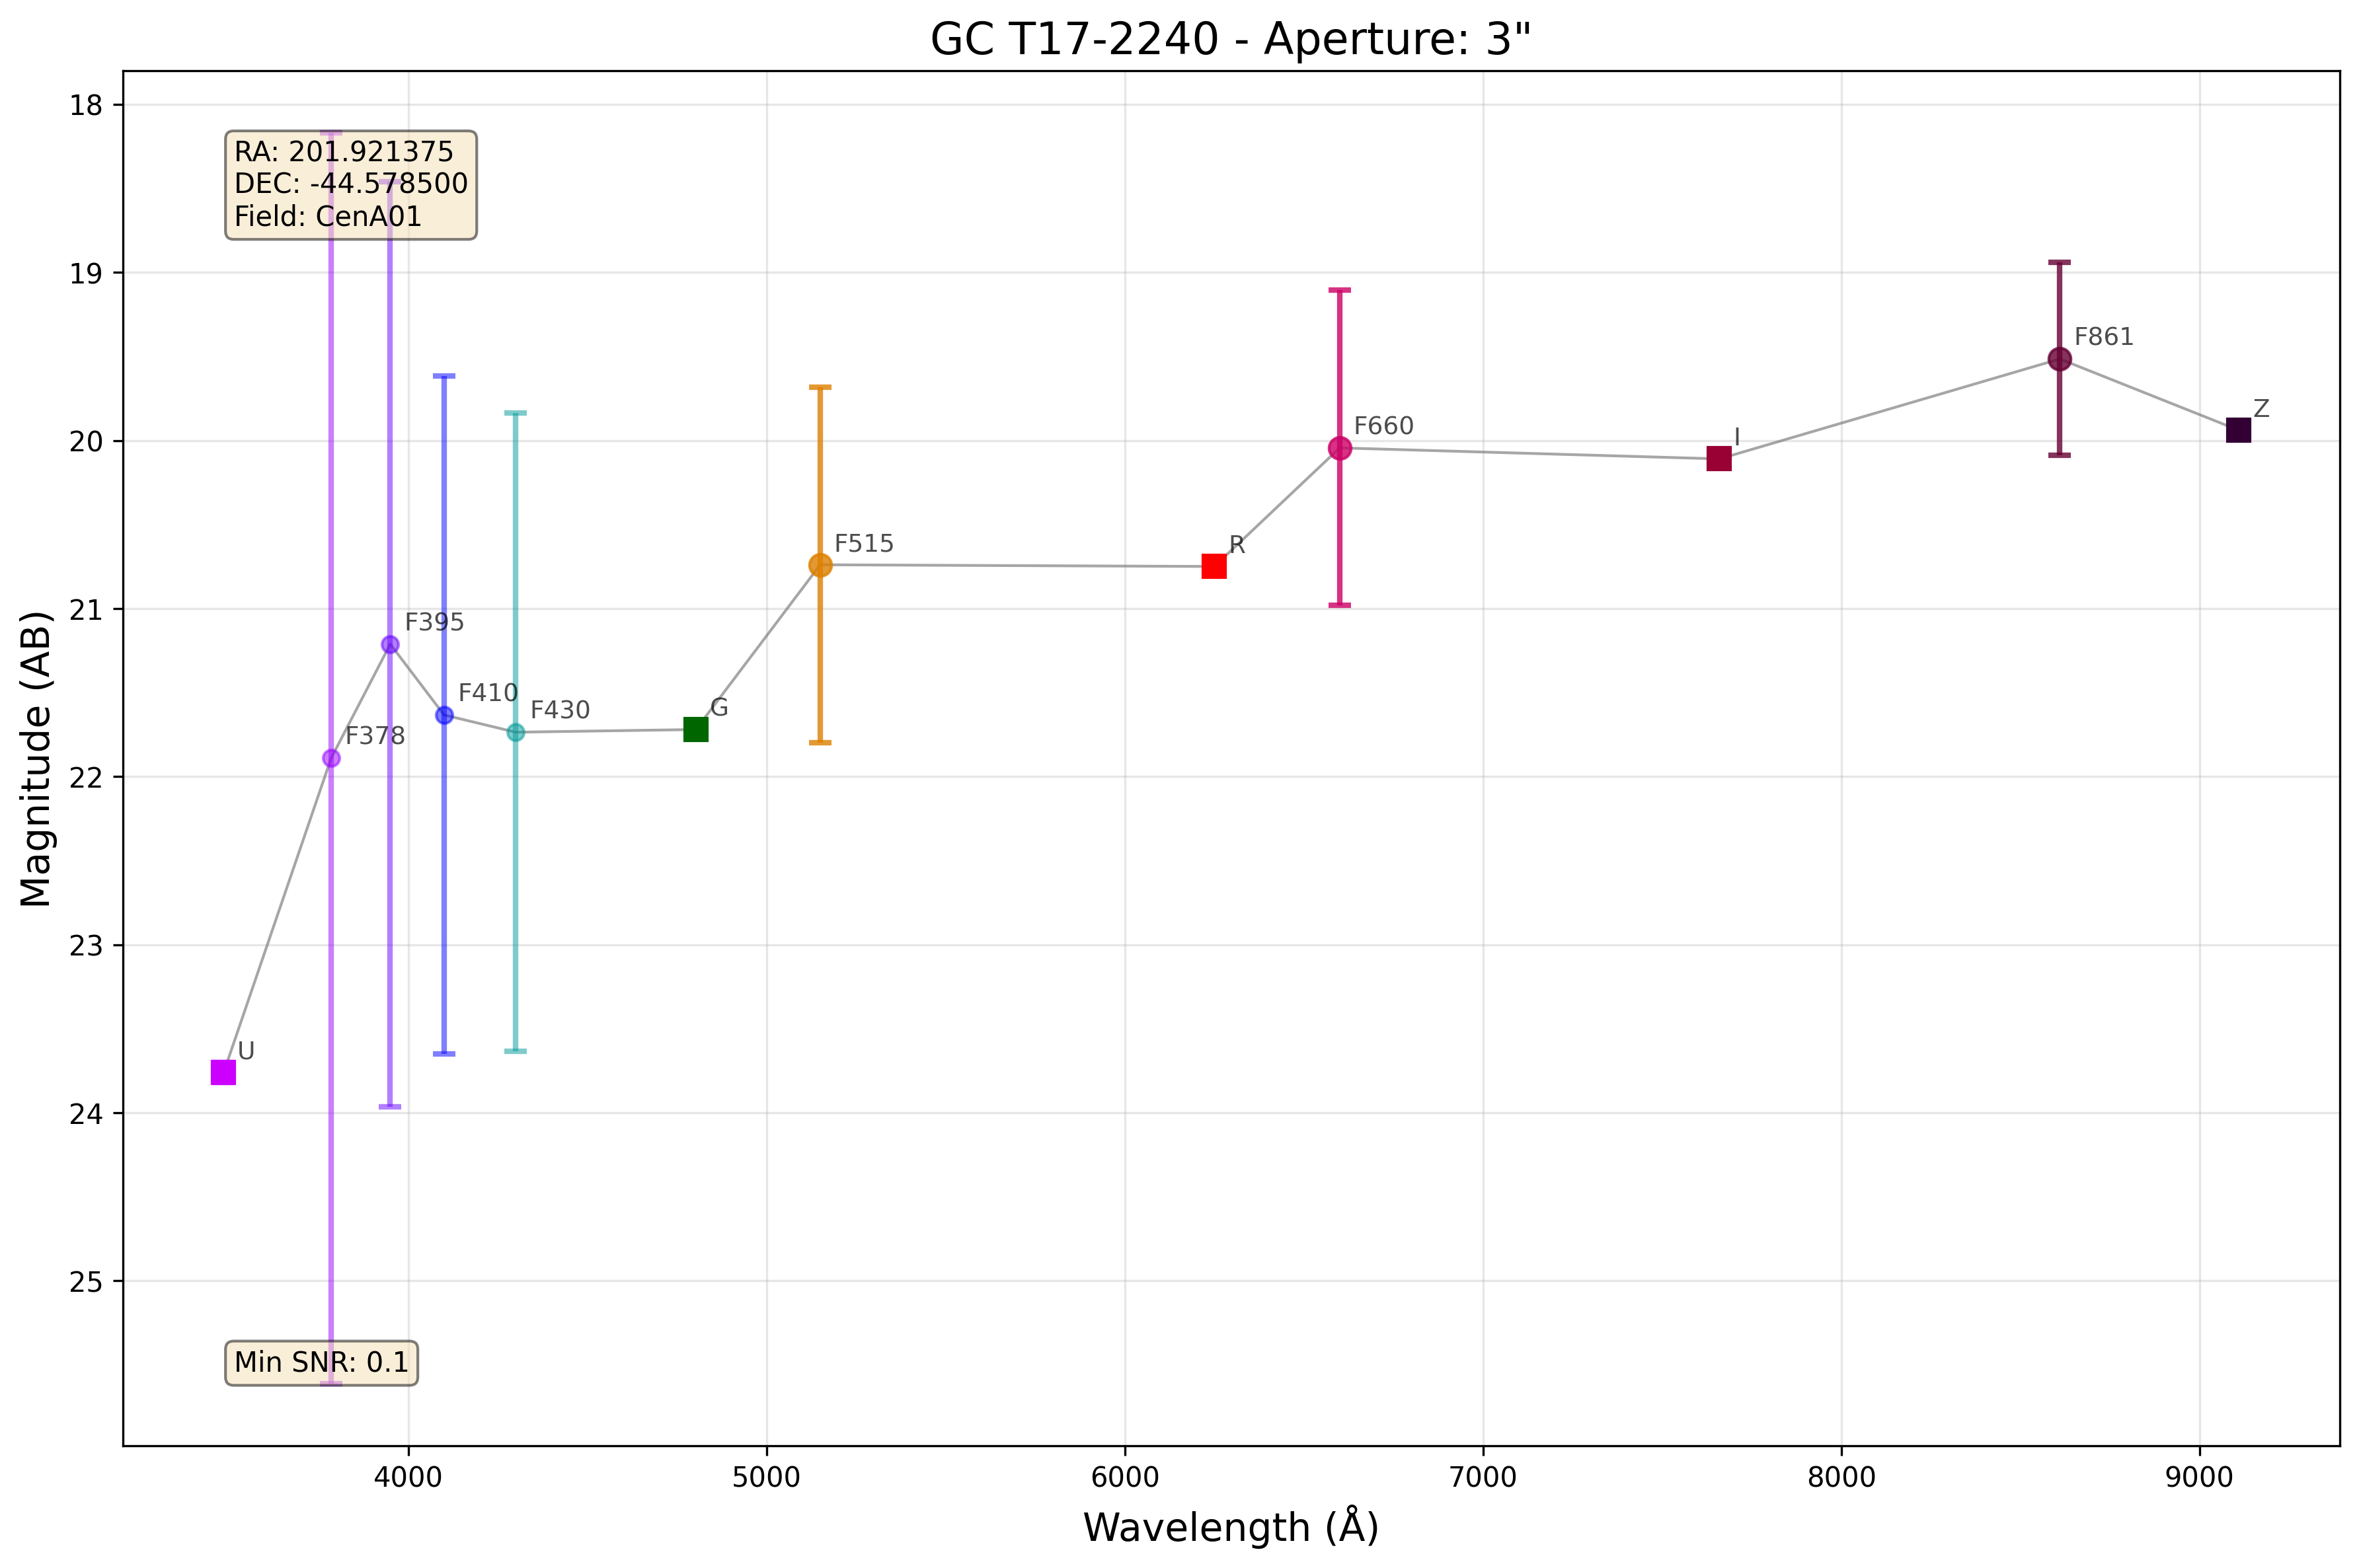 GC T17-2240 - Aperture: 3"
18
19
20
21
22
23
24
25
Magnitude (AB)
RA: 201.921375
DEC: -44.578500
Field: CenA01
U
F378
F395
F410
F430
G
F515
R
F660
I
F861
Z
Min SNR: 0.1
4000
5000
6000
7000
8000
9000
Wavelength (Å)